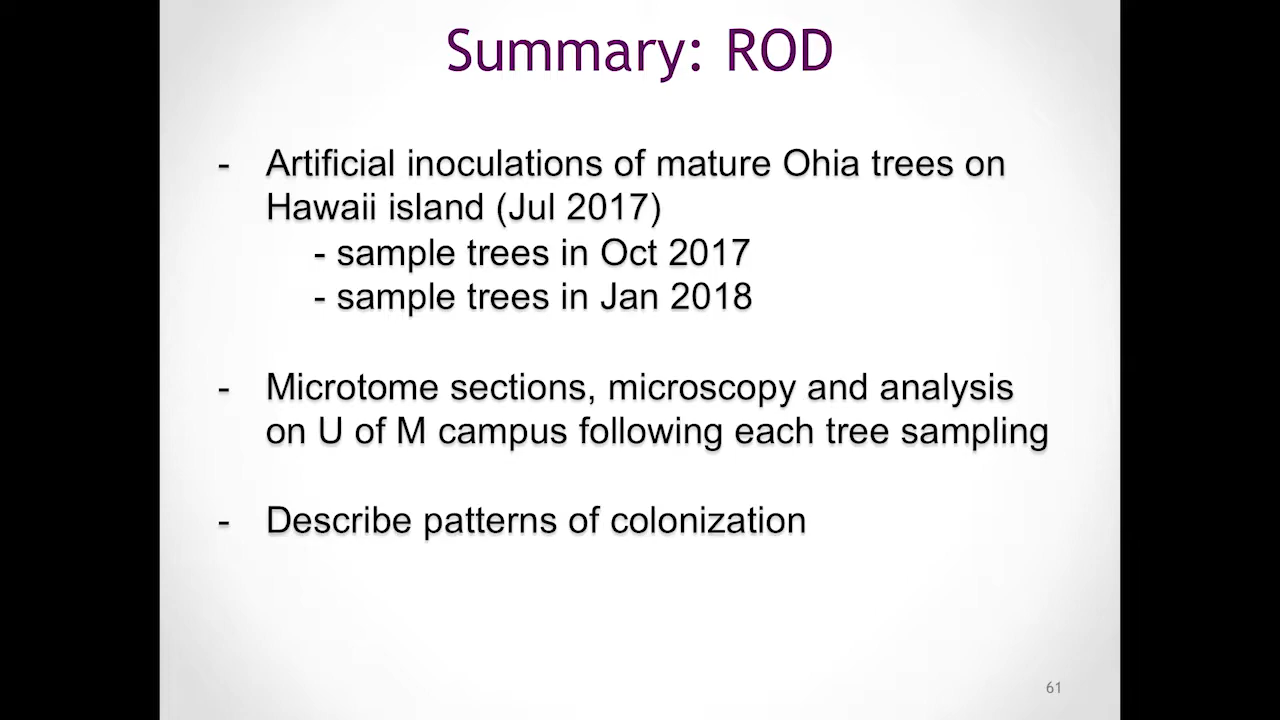 Summary: ROD
- Artificial inoculations of mature Ohia trees on
Hawaii island (Jul 2017)
- sample trees in Oct 2017
- sample trees in Jan 2018
- Microtome sections, microscopy and analysis
on U of M campus following each tree sampling
- Describe patterns of colonization
61